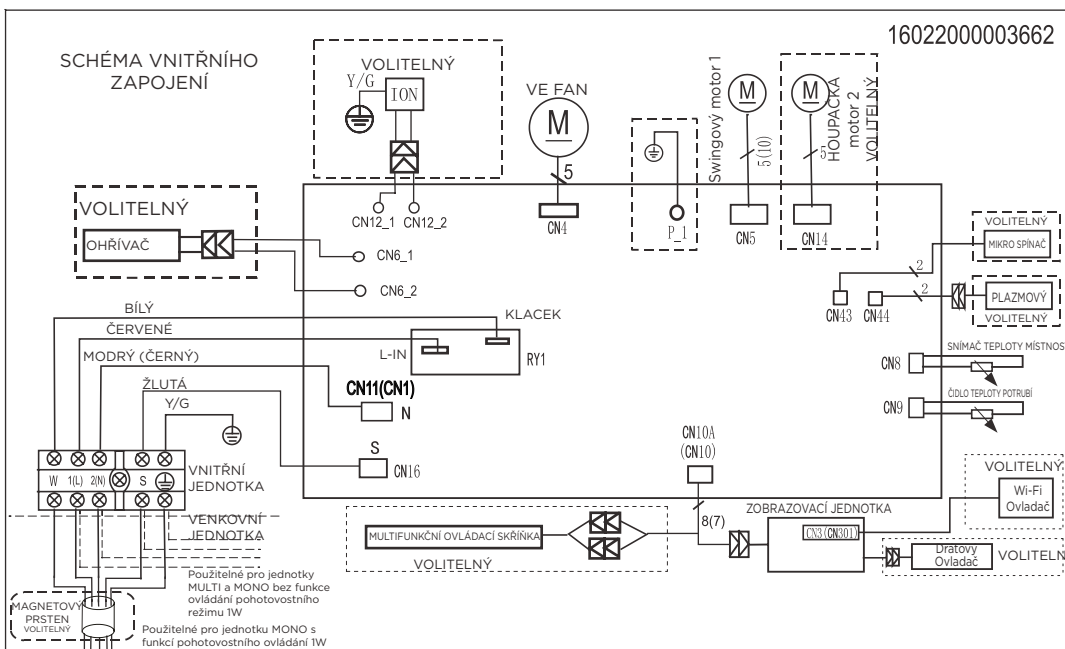 16022000003662
SCHÉMA VNITŘNÍHO
ZAPOJENÍ
VOLITELNÝ
Y/G
ION
VE FAN
M
5
CN12_1
CN12_2
CN4
P_1
Swingový motor 1
M
5(10)
CN5
M
5
HOUPAČKA
motor 2
VOLITELNÝ
CN14
VOLITELNÝ
OHŘÍVAČ
CN6_1
CN6_2
VOLITELNÝ
MIKRO SPÍNAČ
2
2
CN43
CN44
PLAZMOVÝ
VOLITELNÝ
BÍLÝ
ČERVENÉ
MODRÝ (ČERNÝ)
ŽLUTÁ
Y/G
KLACEK
L-IN
RY1
CN11(CN1)
N
S
CN16
CN8
SNÍMAČ TEPLOTY MÍSTNOS
CN9
ČIDLO TEPLOTY POTRUBÍ
CN10A
(CN10)
8(7)
W
1(L)
2(N)
S
VNITŘNÍ
JEDNOTKA
VENKOVNÍ
JEDNOTKA
MULTIFUNKČNÍ OVLÁDACÍ SKŘÍŇKA
VOLITELNÝ
ZOBRAZOVACÍ JEDNOTKA
CN3(CN301)
VOLITELNÝ
Wi-Fi
Ovladač
Drátový
Ovladač
VOLITELN
Použitelné pro jednotky
MULTI a MONO bez funkce
ovládání pohotovostního
režimu 1W
MAGNETOVÝ
PRSTEN
VOLITELNÝ
Použitelné pro jednotku MONO s
funkcí pohotovostního ovládání 1W